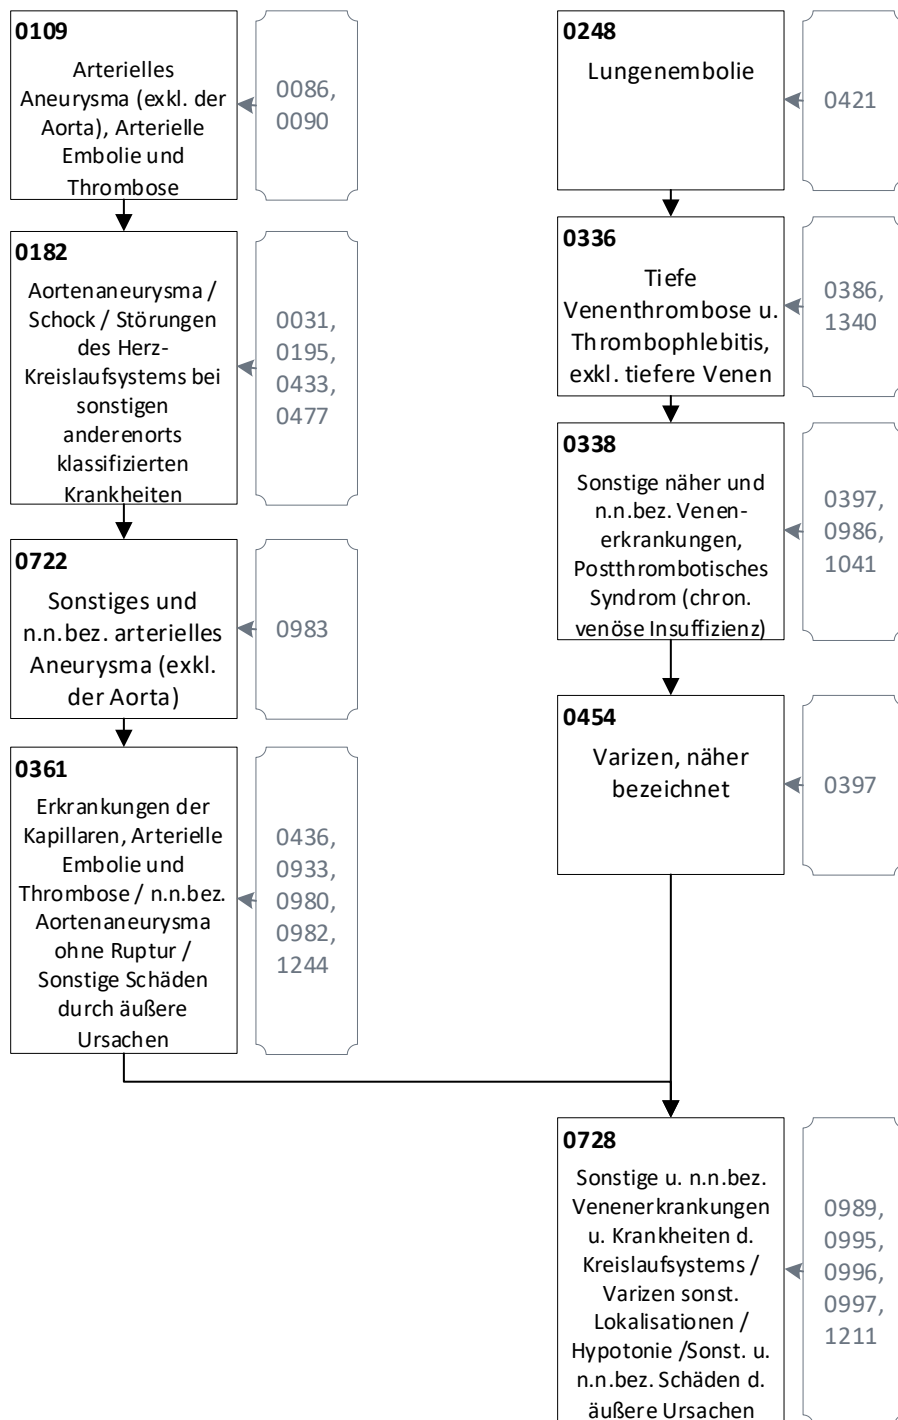 0109
Arterielles
Aneurysma (exkl. der
Aorta), Arterielle
Embolie und
Thrombose
0086,
0090
0182
Aortenaneurysma /
Schock / Störungen
des Herz-
Kreislaufsystems bei
sonstigen
anderenorts
klassifizierten
Krankheiten
0031,
0195,
0433,
0477
0722
Sonstiges und
n.n.bez. arterielles
Aneurysma (exkl.
der Aorta)
0983
0361
Erkrankungen der
Kapillaren, Arterielle
Embolie und
Thrombose / n.n.bez.
Aortenaneurysma
ohne Ruptur /
Sonstige Schäden
durch äußere
Ursachen
0436,
0933,
0980,
0982,
1244
0248
Lungenembolie
0421
0336
Tiefe
Venenthrombose u.
Thrombophlebitis,
exkl. tiefere Venen
0386,
1340
0338
Sonstige näher und
n.n.bez. Venen-
erkrankungen,
Postthrombotisches
Syndrom (chron.
venöse Insuffizienz)
0397,
0986,
1041
0454
Varizen, näher
bezeichnet
0397
0728
Sonstige u. n.n.bez.
Venenerkrankungen
u. Krankheiten d.
Kreislaufsystems /
Varizen sonst.
Lokalisationen /
Hypotonie /Sonst. u.
n.n.bez. Schäden d.
äußere Ursachen
0989,
0995,
0996,
0997,
1211